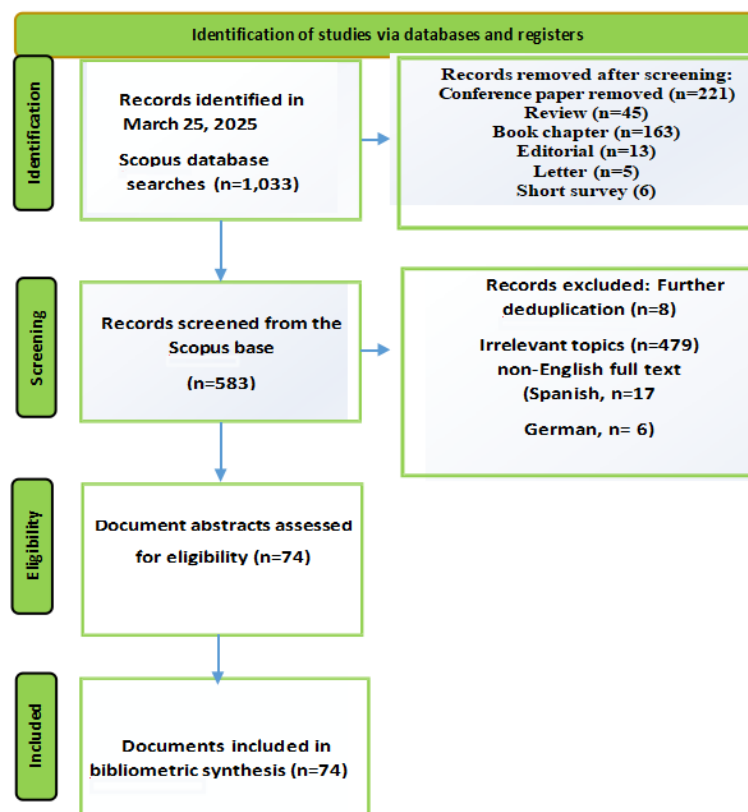 Identification of studies via databases and registers
Identification
Records identified in
March 25, 2025
Scopus database
searches (n=1,033)
Records removed after screening:
Conference paper removed (n=221)
Review (n=45)
Book chapter (n=163)
Editorial (n=13)
Letter (n=5)
Short survey (6)
Screening
Records screened from the
Scopus base
(n=583)
Records excluded: Further
deduplication (n=8)
Irrelevant topics (n=479)
non-English full text
(Spanish, n=17
German, n= 6)
Eligibility
Document abstracts assessed
for eligibility (n=74)
Included
Documents included in
bibliometric synthesis (n=74)